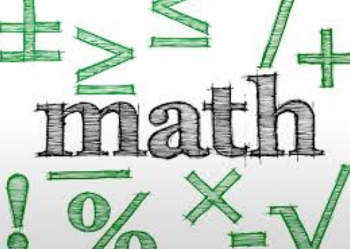 ± ≥ ≤ / +
math
! % × √